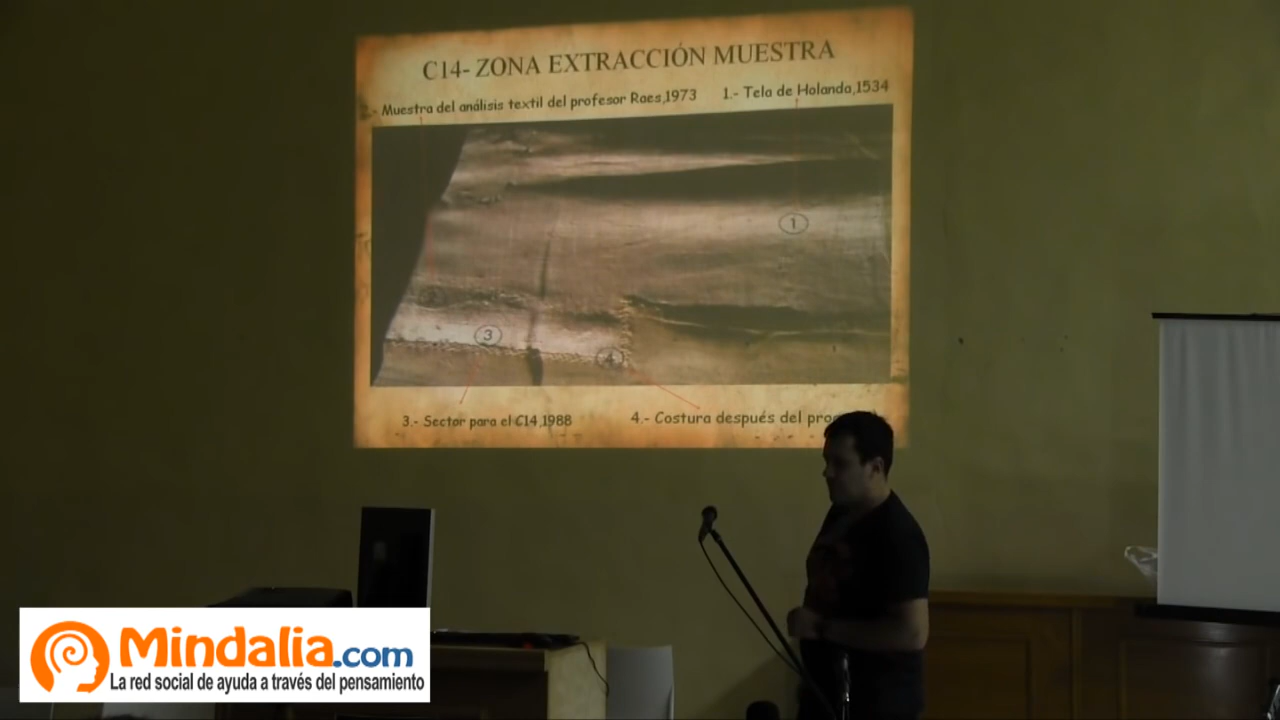 C14- ZONA EXTRACCIÓN MUESTRA
.- Muestra del análisis textil del profesor Raes,1973
1.- Tela de Holanda,1534
1
3
4
3.- Sector para el C14,1988
4.- Costura después del
Mindalia.com
La red social de ayuda a través del pensamiento